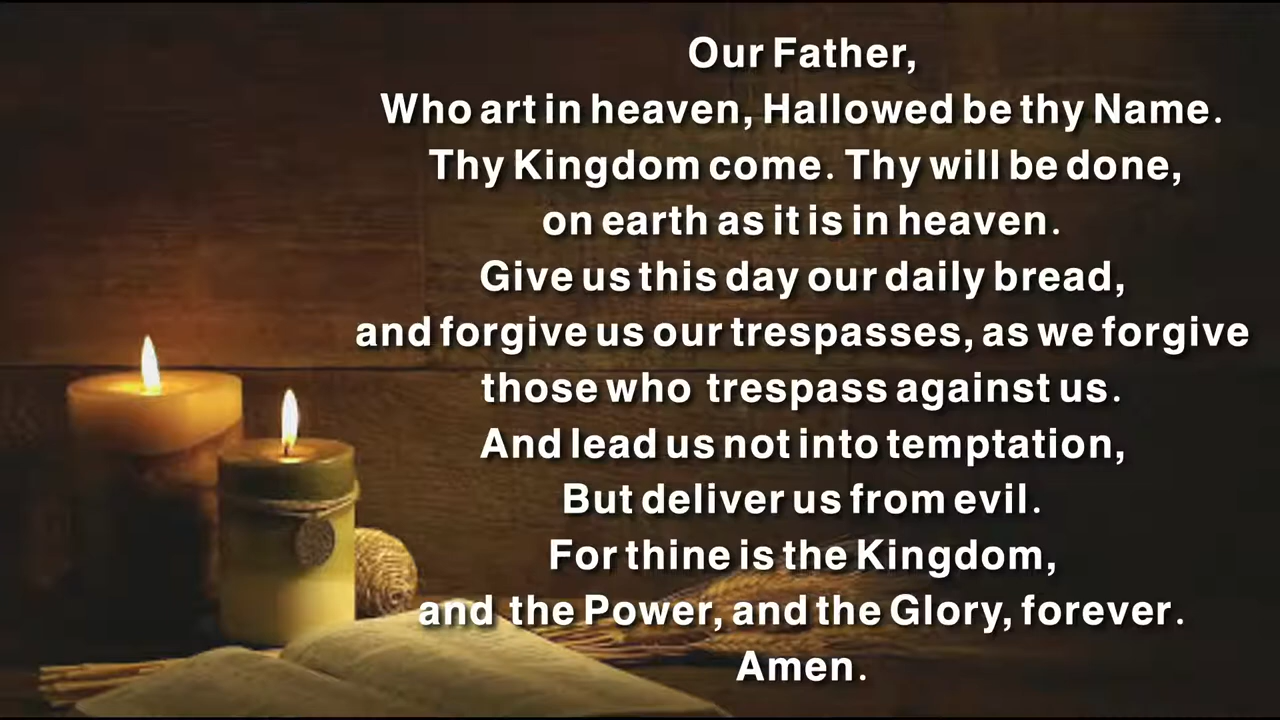 Our Father,
Who art in heaven, Hallowed be thy Name.
Thy Kingdom come. Thy will be done,
on earth as it is in heaven.
Give us this day our daily bread,
and forgive us our trespasses, as we forgive
those who trespass against us.
And lead us not into temptation,
But deliver us from evil.
For thine is the Kingdom,
and the Power, and the Glory, forever.
Amen.